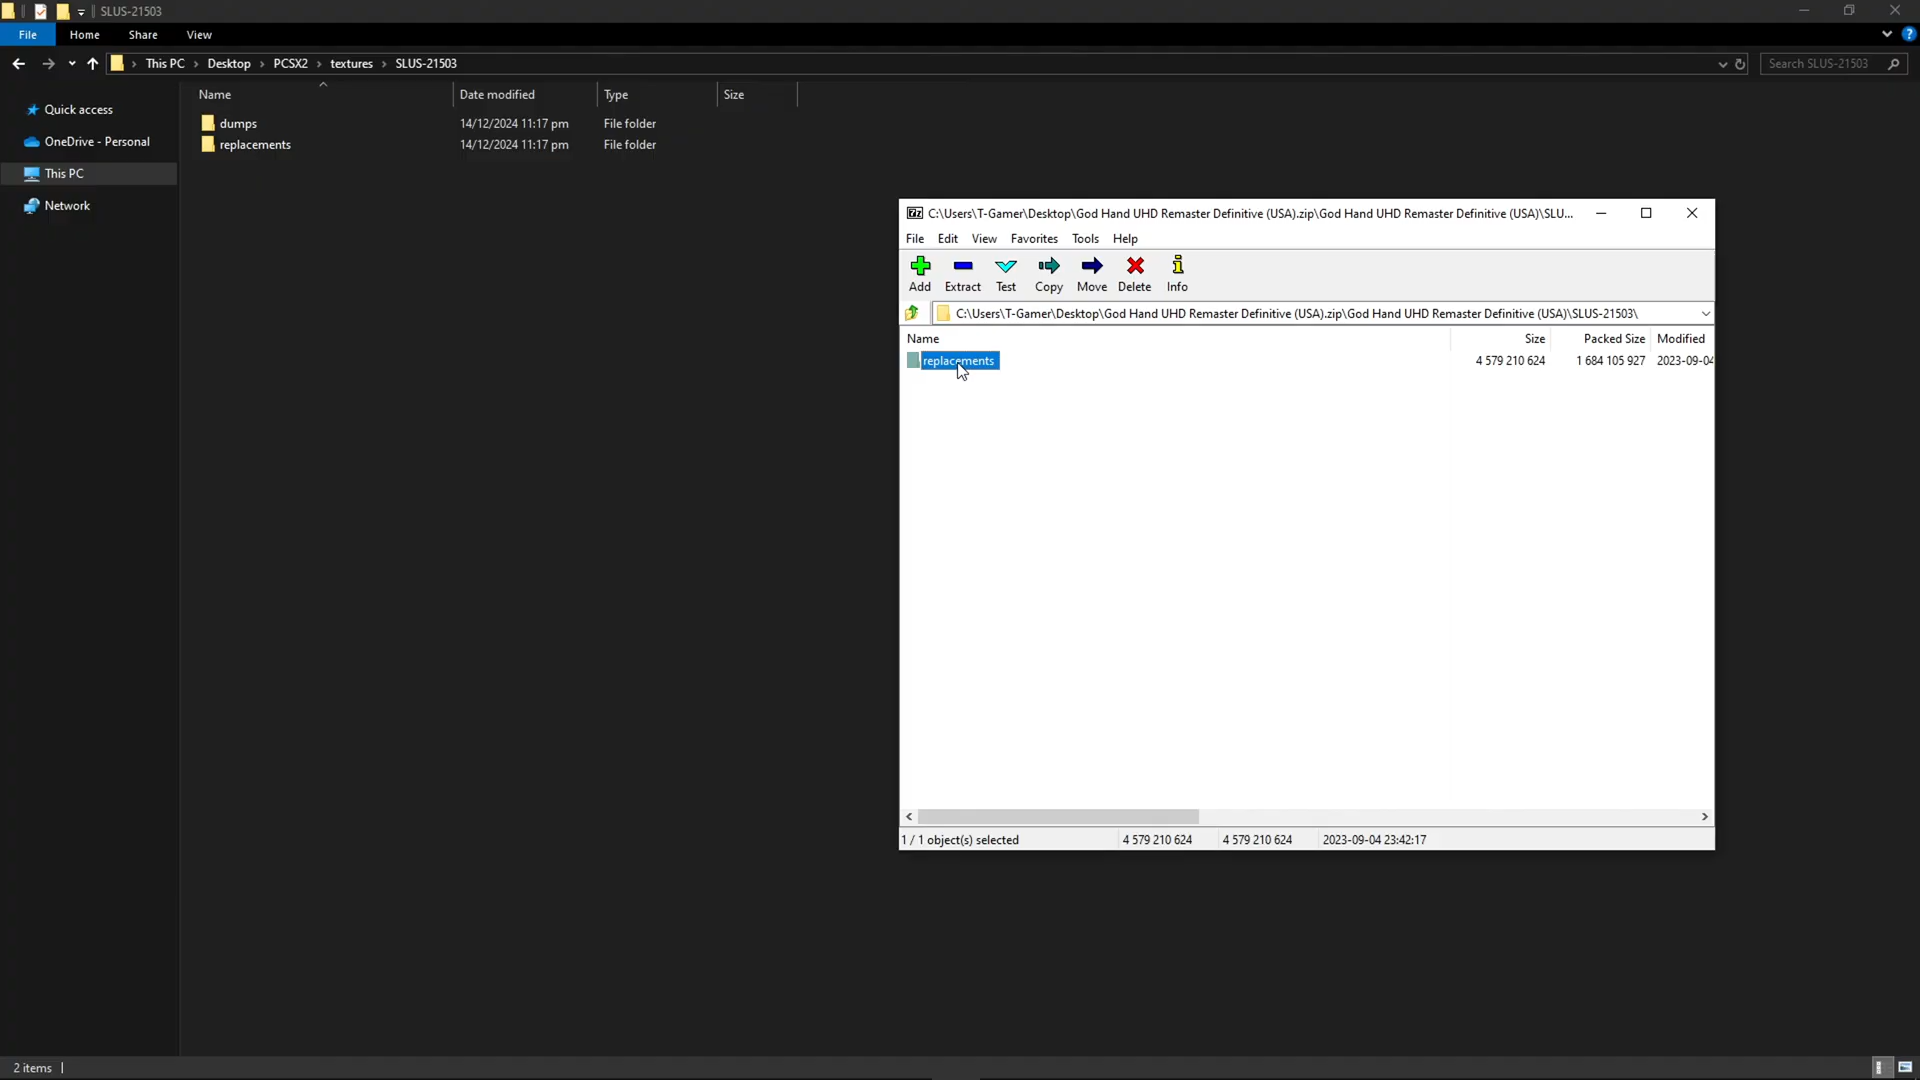 SLUS-21503
File Home Share View
This PC Desktop PCSX2 textures SLUS-21503 Search SLUS-21503
Name Date modified Type Size
Quick access
OneDrive - Personal
This PC
Network
dumps 14/12/2024 11:17 pm File folder
replacements 14/12/2024 11:17 pm File folder
C:\Users\T-Gamer\Desktop\God Hand UHD Remaster Definitive (USA).zip\God Hand UHD Remaster Definitive (USA)\SLU...
File Edit View Favorites Tools Help
Add Extract Test Copy Move Delete Info
C:\Users\T-Gamer\Desktop\God Hand UHD Remaster Definitive (USA).zip\God Hand UHD Remaster Definitive (USA)\SLUS-21503\
Name Size Packed Size Modified
replacements 4 579 210 624 1 684 105 927 2023-09-04
1 / 1 object(s) selected 4 579 210 624 4 579 210 624 2023-09-04 23:42:17
2 items